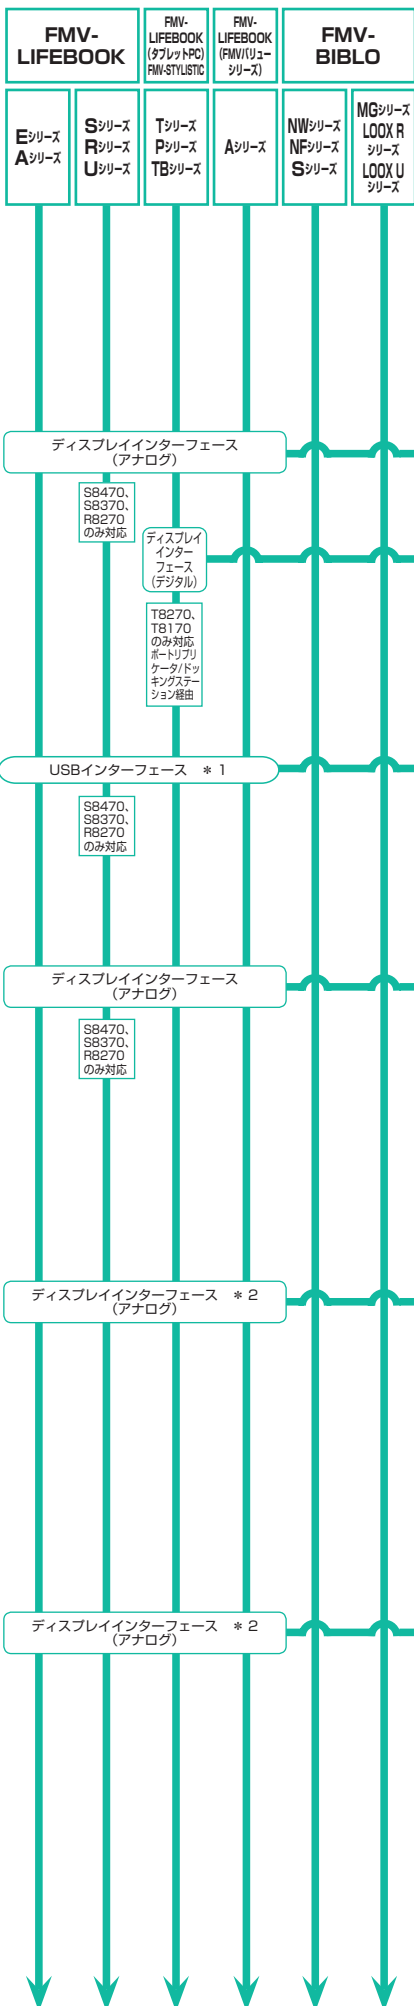 FMV-
LIFEBOOK
FMV-
LIFEBOOK
(タブレットPC)
FMV-STYLISTIC
FMV-
LIFEBOOK
(FMVバリュー
シリーズ)
FMV-
BIBLO
Eシリーズ
Aシリーズ
Sシリーズ
Rシリーズ
Uシリーズ
Tシリーズ
Pシリーズ
TBシリーズ
Aシリーズ
NWシリーズ
NFシリーズ
Sシリーズ
MGシリーズ
LOOX R
シリーズ
LOOX U
シリーズ
ディスプレイインターフェース
(アナログ)
S8470、
S8370、
R8270
のみ対応
ディスプレイ
インター
フェース
(デジタル)
T8270、
T8170
のみ対応
ポートリプリ
ケータ/ドッ
キングステー
ション経由
USBインターフェース ＊1
S8470、
S8370、
R8270
のみ対応
ディスプレイインターフェース
(アナログ)
S8470、
S8370、
R8270
のみ対応
ディスプレイインターフェース ＊2
(アナログ)
ディスプレイインターフェース ＊2
(アナログ)